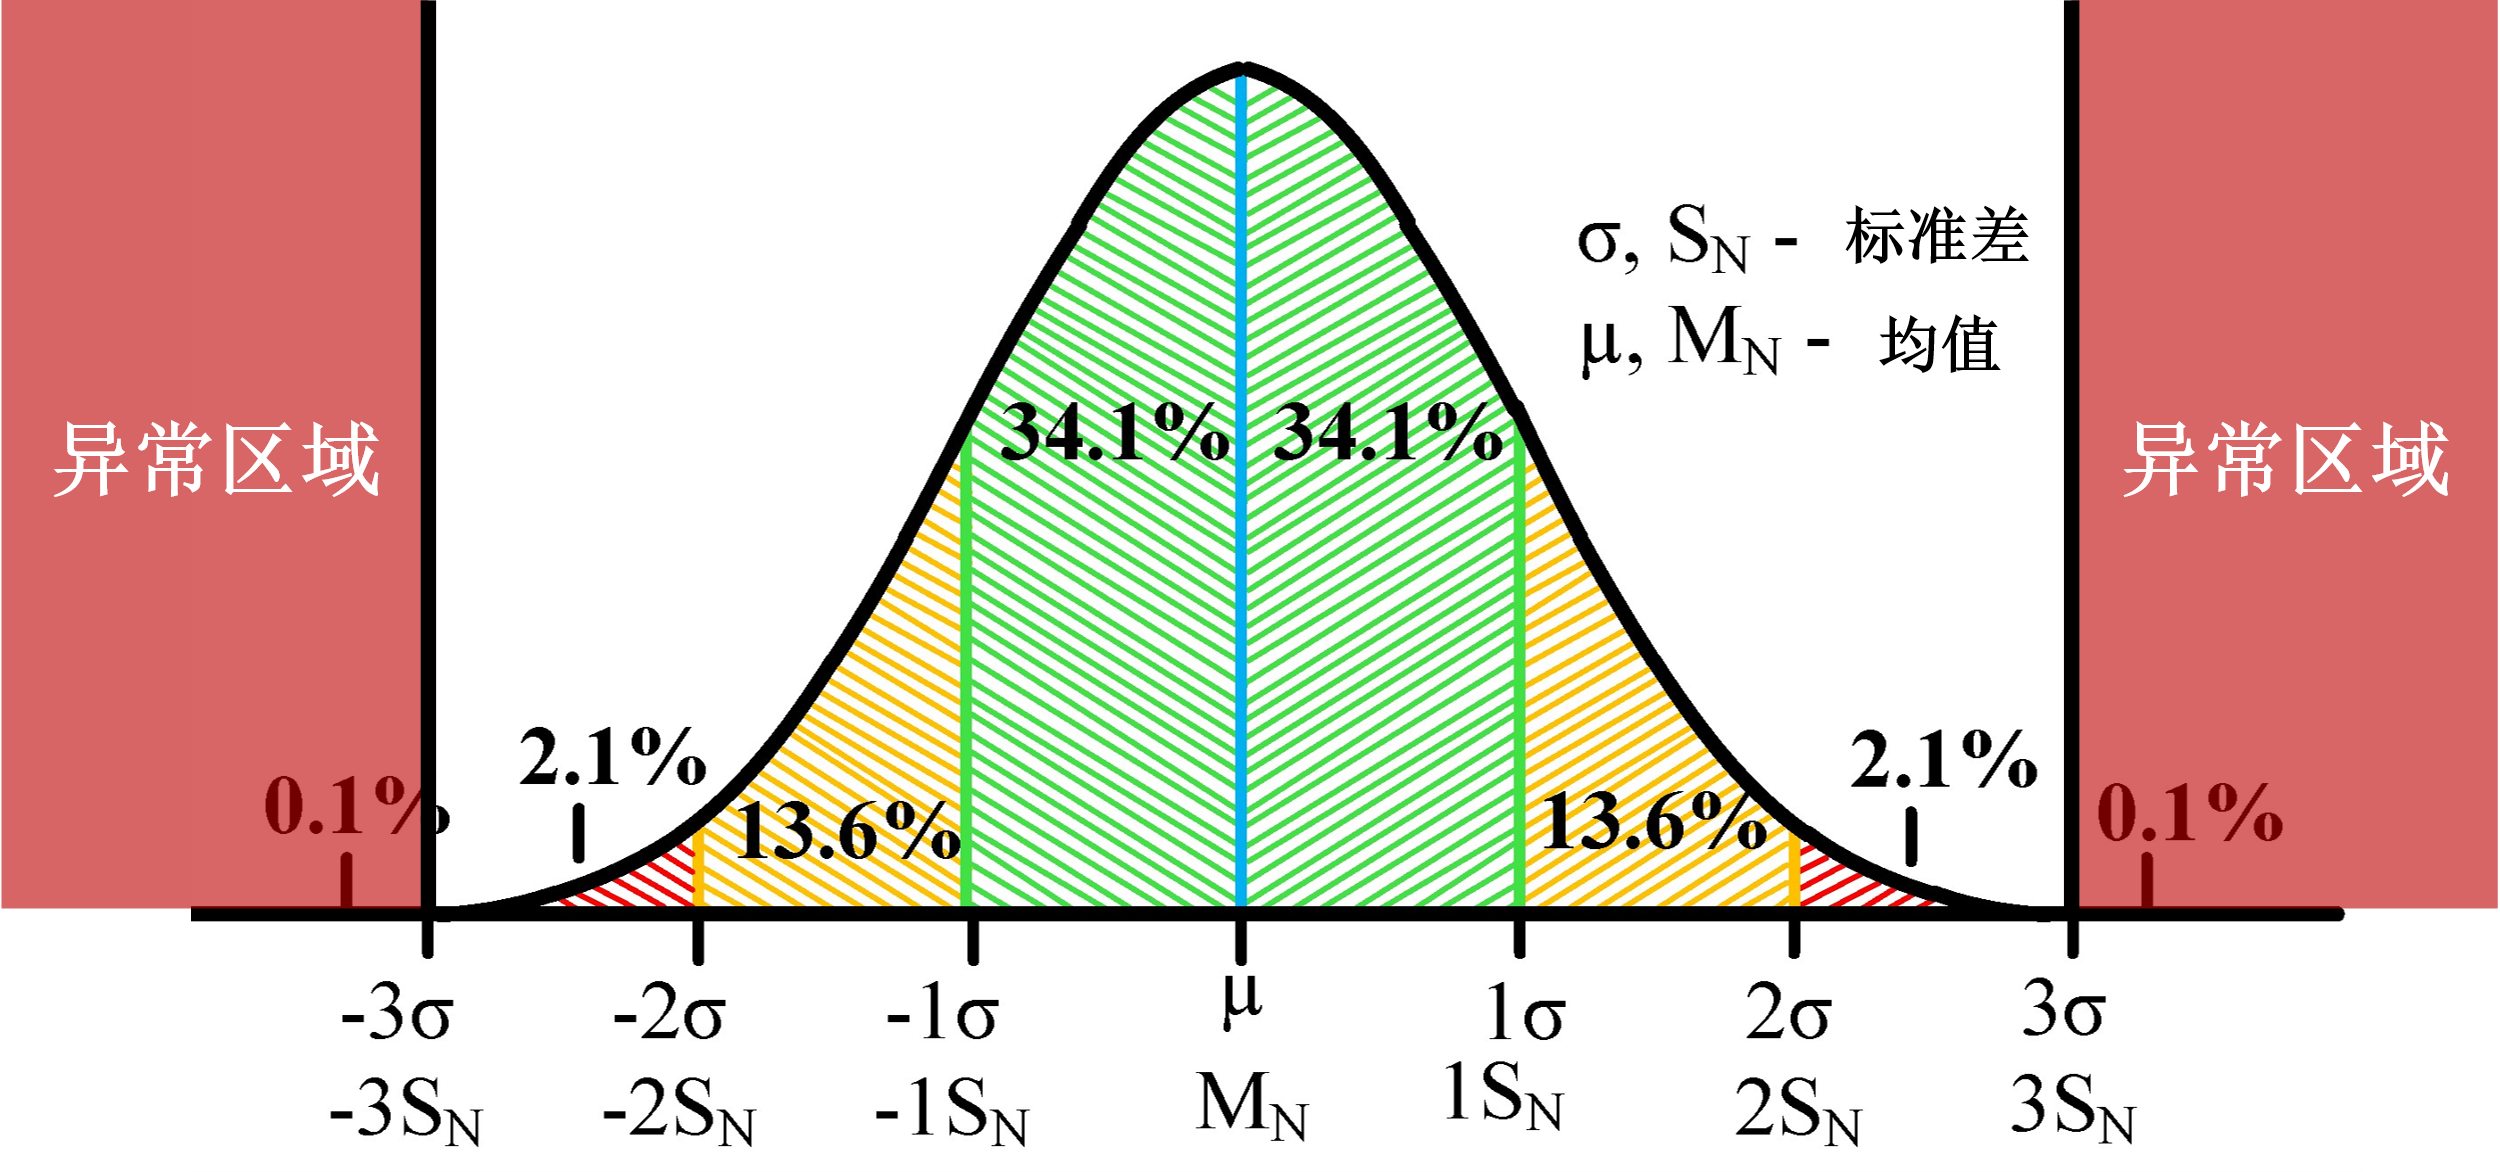 σ, SN - 标准差
μ, MN - 均值
34.1% 34.1%
异常区域 异常区域
2.1% 2.1%
0.1% 13.6% 13.6% 0.1%
-3σ -2σ -1σ μ 1σ 2σ 3σ
-3SN -2SN -1SN MN 1SN 2SN 3SN